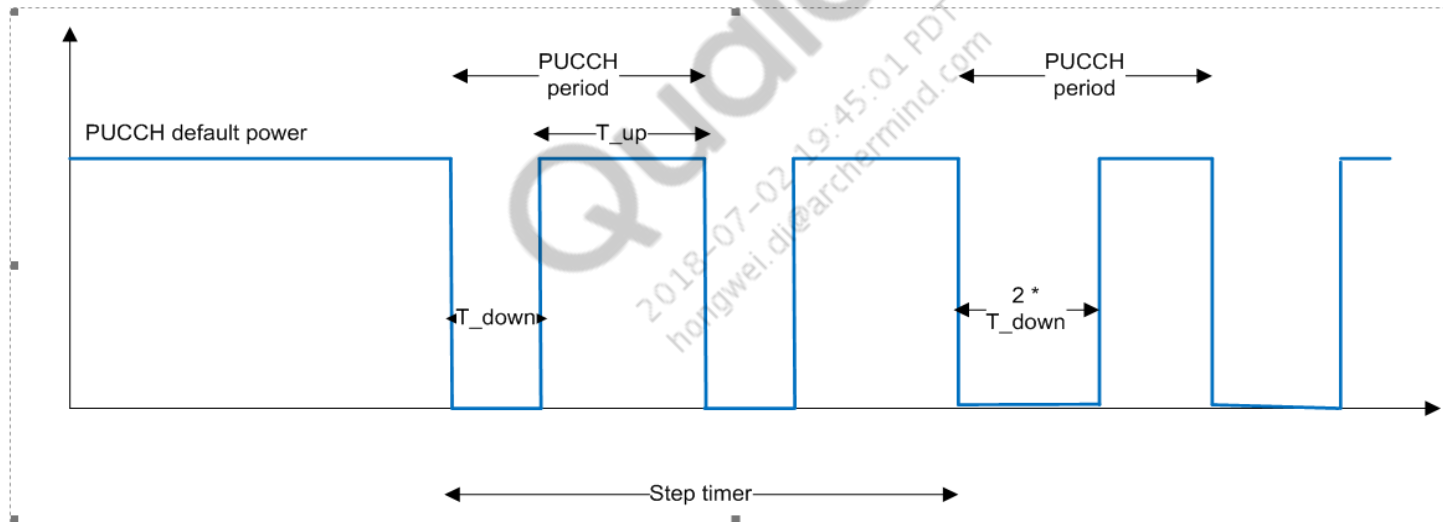 Qual
2018-07-02 19:45:01 PDT
hongwei.di@archermind.com
PUCCH
period
PUCCH
period
PUCCH default power
T_up
T_down
2 *
T_down
Step timer